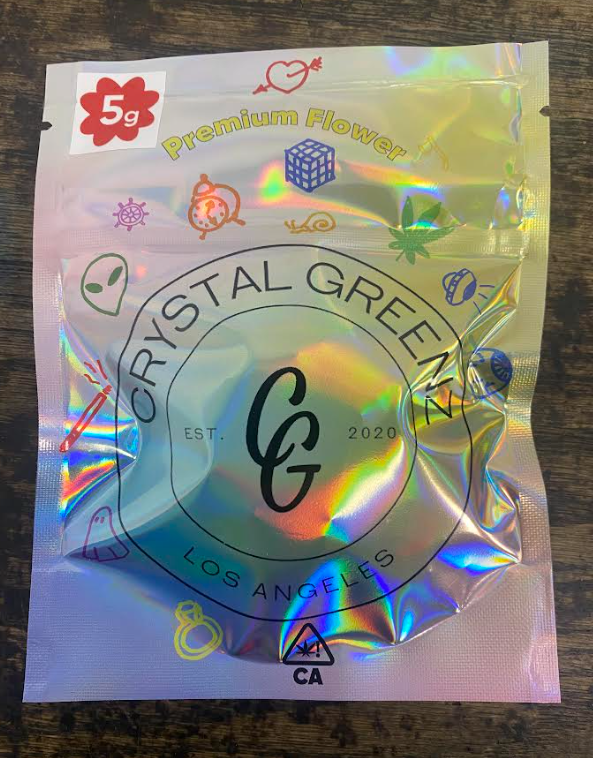 5g
Premium Flower
CRYSTAL GREENZ
EST. CG 2020
LOS ANGELES
CA